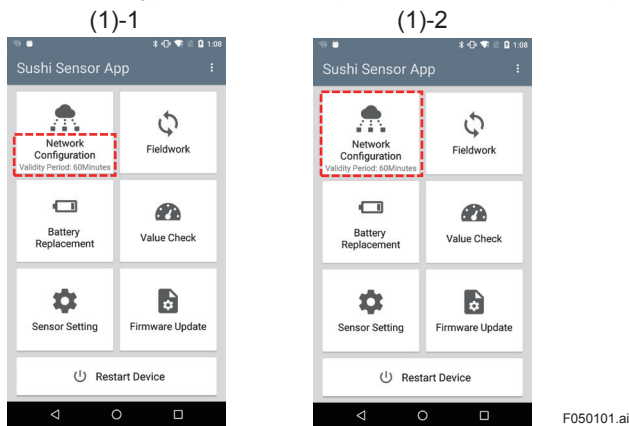 (1)-1
(1)-2
1:08
Sushi Sensor App
Network
Configuration
Validity Period: 60Minutes
Fieldwork
Battery
Replacement
Value Check
Sensor Setting
Firmware Update
Restart Device
1:08
Sushi Sensor App
Network
Configuration
Validity Period: 60Minutes
Fieldwork
Battery
Replacement
Value Check
Sensor Setting
Firmware Update
Restart Device
F050101.ai